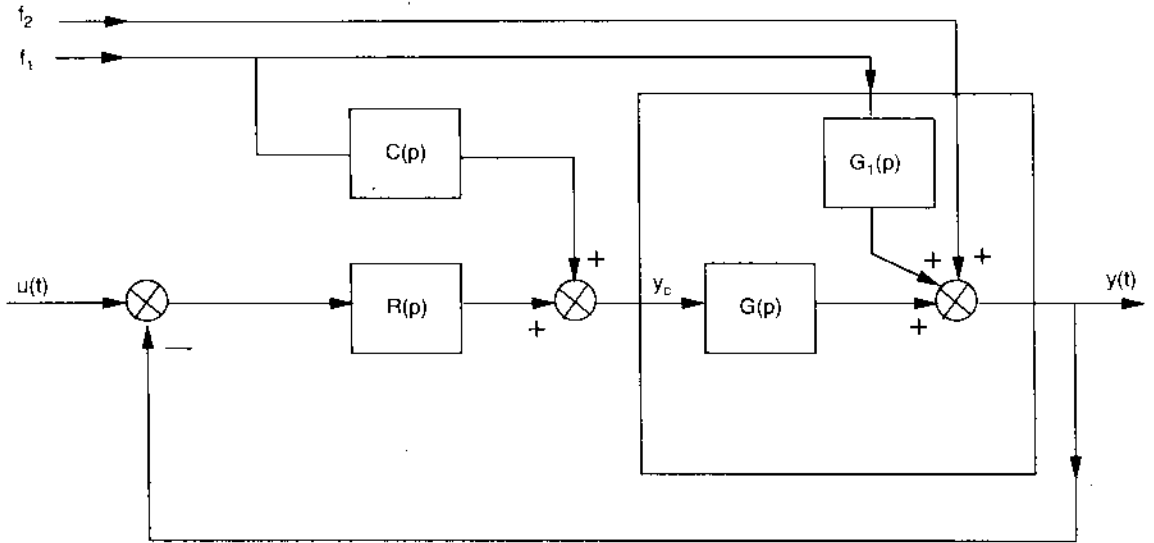 f₂
f₁
C(p)
G₁(p)
+
+ +
u(t)
R(p)
y꜀
G(p)
y(t)
+
+
—